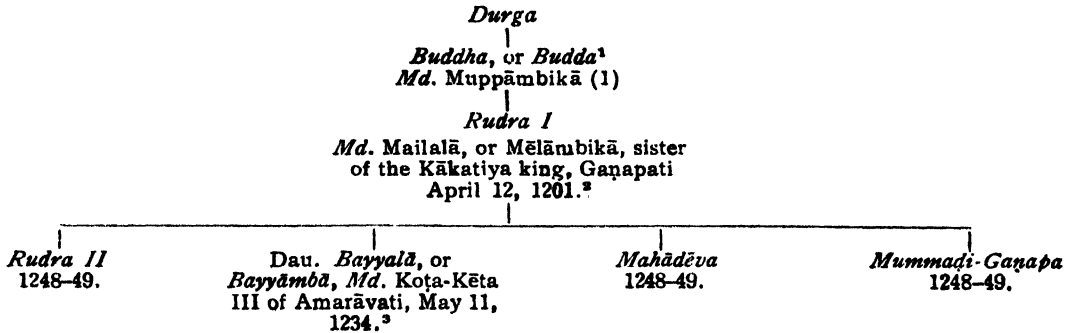 Durga
Buddha, or Budda¹
Md. Muppāmbikā (1)
Rudra I
Md. Mailalā, or Mēlāmbikā, sister
of the Kākatiya king, Gaṇapati
April 12, 1201.²
Rudra II
1248–49.
Dau. Bayyalā, or
Bayyāmbā, Md. Koṭa-Kēta
III of Amarāvati, May 11,
1234.³
Mahādēva
1248–49.
Mummaḍi-Gaṇapa
1248–49.